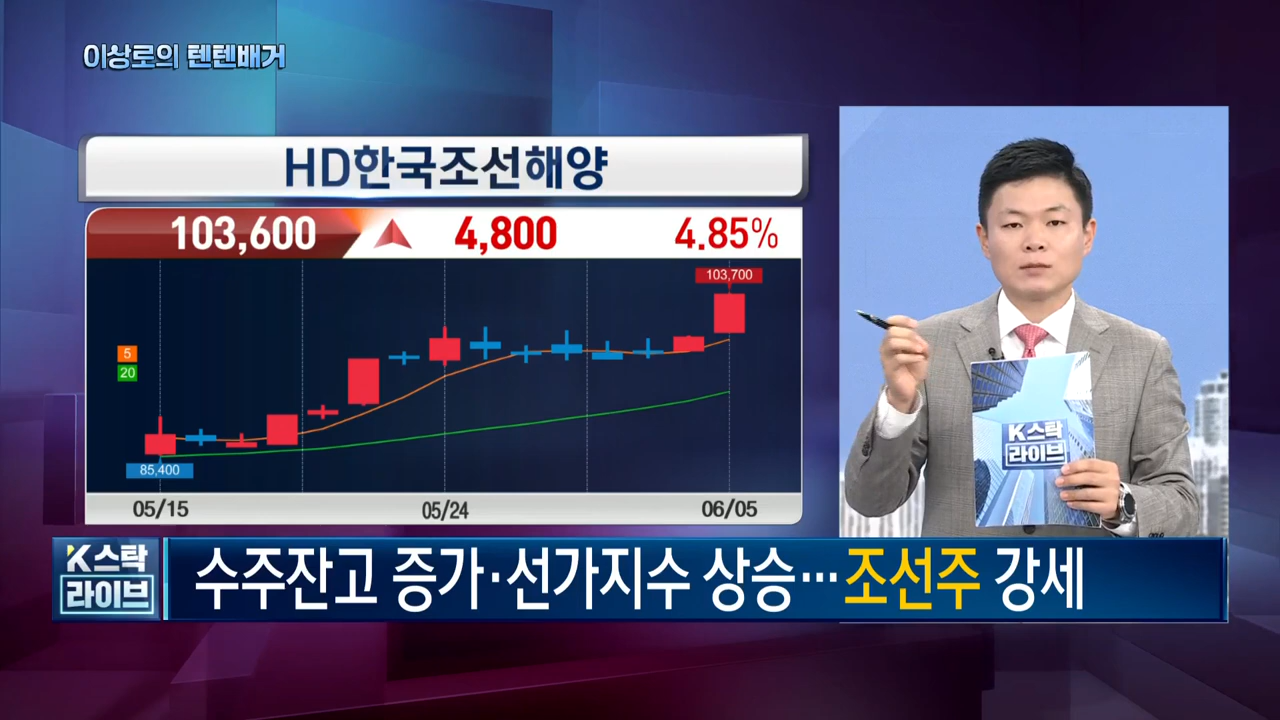 이상로의 텐텐배거
HD한국조선해양
103,600 4,800 4.85%
103,700
5
20
85,400
05/15 05/24 06/05
K스탁
라이브
K스탁
라이브
수주잔고 증가·선가지수 상승…조선주 강세